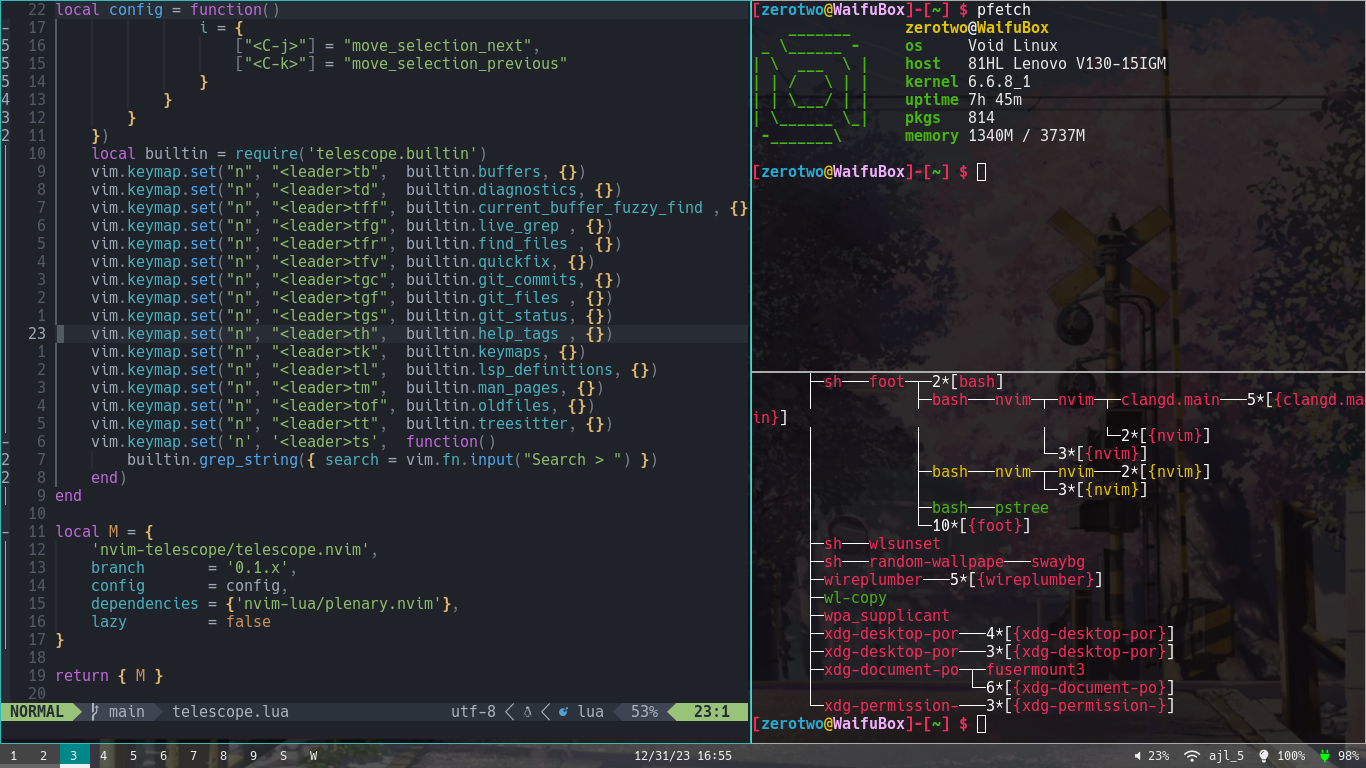 22 local config = function()
17 i = {
16 ["<C-j>"] = "move_selection_next",
15 ["<C-k>"] = "move_selection_previous"
14 }
13 }
12 }
11 })
10 local builtin = require('telescope.builtin')
9 vim.keymap.set("n", "<leader>tb", builtin.buffers, {})
8 vim.keymap.set("n", "<leader>td", builtin.diagnostics, {})
7 vim.keymap.set("n", "<leader>tff", builtin.current_buffer_fuzzy_find , {}
6 vim.keymap.set("n", "<leader>tfg", builtin.live_grep , {})
5 vim.keymap.set("n", "<leader>tfr", builtin.find_files , {})
4 vim.keymap.set("n", "<leader>tfv", builtin.quickfix, {})
3 vim.keymap.set("n", "<leader>tgc", builtin.git_commits, {})
2 vim.keymap.set("n", "<leader>tgf", builtin.git_files , {})
1 vim.keymap.set("n", "<leader>tgs", builtin.git_status, {})
23 vim.keymap.set("n", "<leader>th", builtin.help_tags , {})
1 vim.keymap.set("n", "<leader>tk", builtin.keymaps, {})
2 vim.keymap.set("n", "<leader>tl", builtin.lsp_definitions, {})
3 vim.keymap.set("n", "<leader>tm", builtin.man_pages, {})
4 vim.keymap.set("n", "<leader>tof", builtin.oldfiles, {})
5 vim.keymap.set("n", "<leader>tt", builtin.treesitter, {})
6 vim.keymap.set('n', '<leader>ts', function()
7 builtin.grep_string({ search = vim.fn.input("Search > ") })
8 end)
9 end
10
11 local M = {
12 'nvim-telescope/telescope.nvim',
13 branch = '0.1.x',
14 config = config,
15 dependencies = {'nvim-lua/plenary.nvim'},
16 lazy = false
17 }
18
19 return { M }
20
NORMAL main telescope.lua utf-8 lua 53% 23:1
[zerotwo@WaifuBox]-[~] $ pfetch
zerotwo@WaifuBox
os Void Linux
host 81HL Lenovo V130-15IGM
kernel 6.6.8_1
uptime 7h 45m
pkgs 814
memory 1340M / 3737M
[zerotwo@WaifuBox]-[~] $
├─sh───foot─┬─2*[bash]
├─bash───nvim─┬─nvim─┬─clangd.main───5*[{clangd.ma
in}]
└─2*[{nvim}]
└─3*[{nvim}]
├─bash───nvim─┬─nvim───2*[{nvim}]
└─3*[{nvim}]
├─bash───pstree
└─10*[{foot}]
├─sh───wlsunset
├─sh───random-wallpape───swaybg
├─wireplumber───5*[{wireplumber}]
├─wl-copy
├─wpa_supplicant
├─xdg-desktop-por───4*[{xdg-desktop-por}]
├─xdg-desktop-por───3*[{xdg-desktop-por}]
├─xdg-document-po─┬─fusermount3
└─6*[{xdg-document-po}]
└─xdg-permission-───3*[{xdg-permission-}]
[zerotwo@WaifuBox]-[~] $
1 2 3 4 5 6 7 8 9 S W 12/31/23 16:55 23% ajl_5 100% 98%